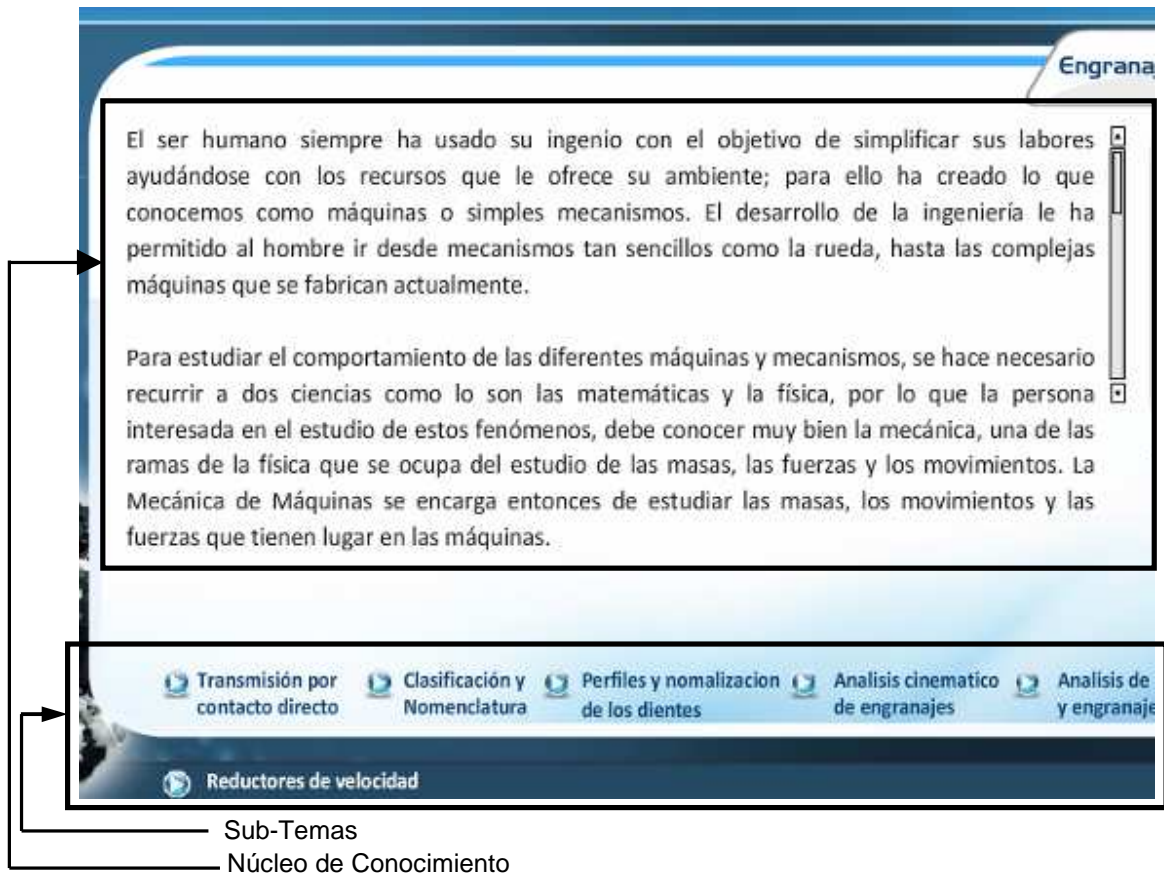 Engrana
El ser humano siempre ha usado su ingenio con el objetivo de simplificar sus labores
ayudándose con los recursos que le ofrece su ambiente; para ello ha creado lo que
conocemos como máquinas o simples mecanismos. El desarrollo de la ingeniería le ha
permitido al hombre ir desde mecanismos tan sencillos como la rueda, hasta las complejas
máquinas que se fabrican actualmente.
Para estudiar el comportamiento de las diferentes máquinas y mecanismos, se hace necesario
recurrir a dos ciencias como lo son las matemáticas y la física, por lo que la persona
interesada en el estudio de estos fenómenos, debe conocer muy bien la mecánica, una de las
ramas de la física que se ocupa del estudio de las masas, las fuerzas y los movimientos. La
Mecánica de Máquinas se encarga entonces de estudiar las masas, los movimientos y las
fuerzas que tienen lugar en las máquinas.
Transmisión por
contacto directo
Clasificación y
Nomenclatura
Perfiles y nomalizacion
de los dientes
Analisis cinematico
de engranajes
Analisis de
y engranaje
Reductores de velocidad
Sub-Temas
Núcleo de Conocimiento